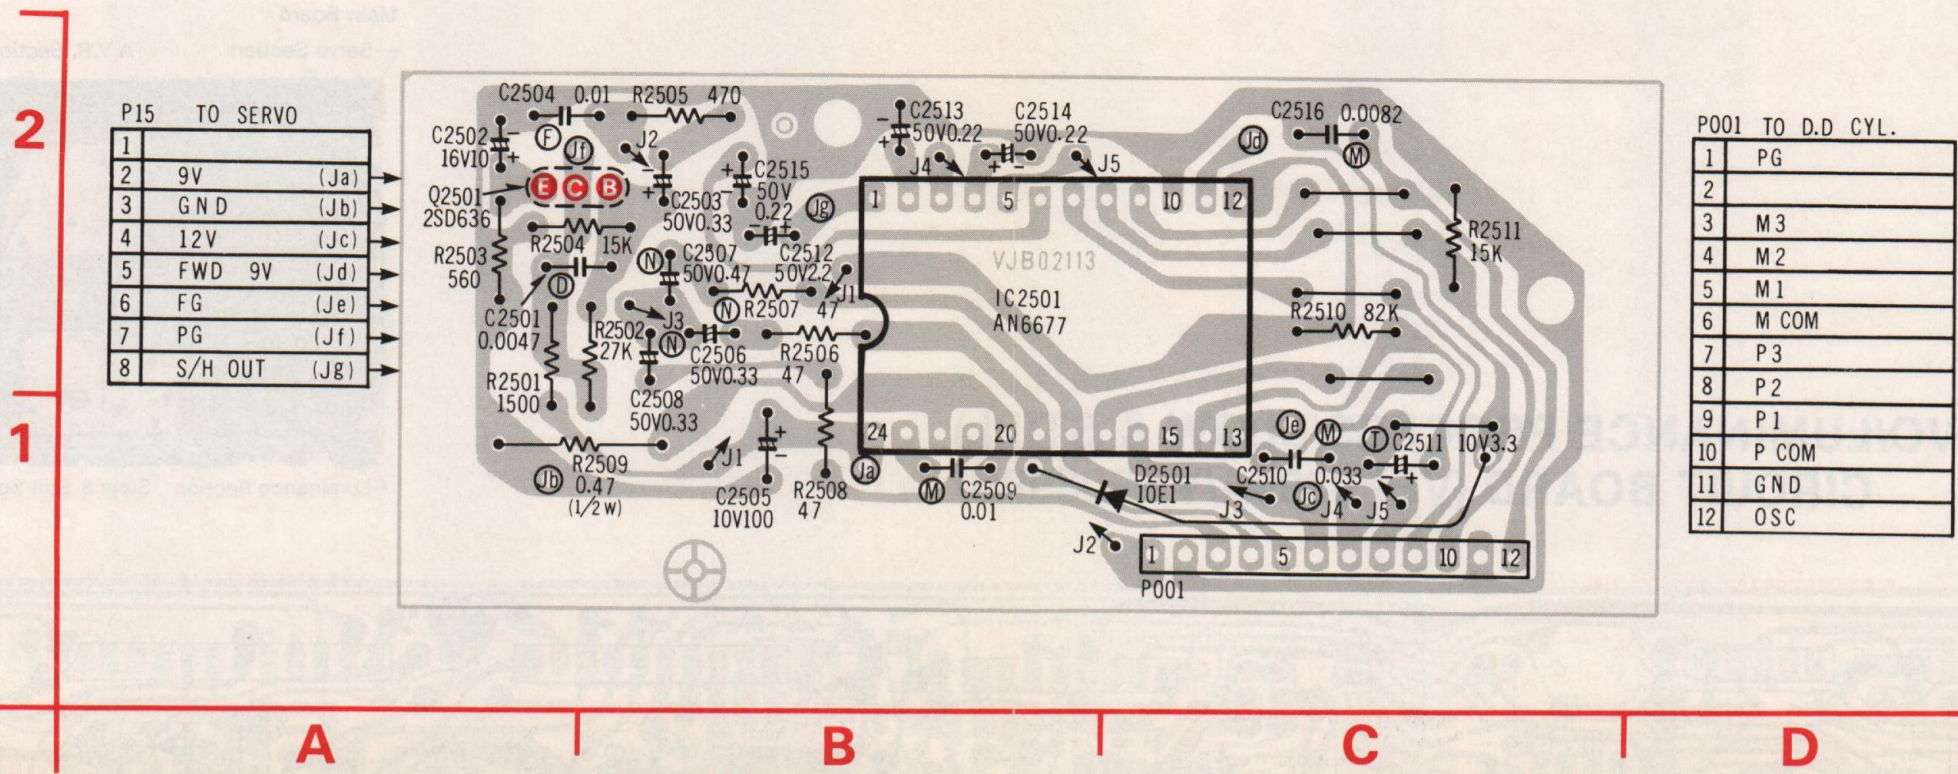 2
1
A
B
C
D
P15 TO SERVO
1
2 9V (Ja)
3 GND (Jb)
4 12V (Jc)
5 FWD 9V (Jd)
6 FG (Je)
7 PG (Jf)
8 S/H OUT (Jg)
C2504 0.01
R2505 470
C2502
16V10
F
Jf
J2
E C B
Q2501
2SD636
C2503
50V0.33
C2515
50V
0.22
Jg
R2504 15K
R2503
560
N
C2507
50V0.47
C2512
50V2.2
D
C2501
0.0047
J3
N
R2507 47
J1
R2502
27K
N
C2506
50V0.33
R2506
47
R2501
1500
C2508
50V0.33
R2509
0.47
(1/2W)
Jb
J1
C2505
10V100
R2508
47
Ja
C2513
50V0.22
C2514
50V0.22
J4
J5
1 5 10 12
VJB02113
IC2501
AN6677
24 20 15 13
M
C2509
0.01
D2501
10E1
Jd
C2516 0.0082
M
R2511
15K
R2510 82K
Je
M
T
C2511 10V3.3
C2510 0.033
Jc
J3
J4
J5
J2
1 5 10 12
P001
P001 TO D.D CYL.
1 PG
2
3 M3
4 M2
5 M1
6 M COM
7 P3
8 P2
9 P1
10 P COM
11 GND
12 OSC